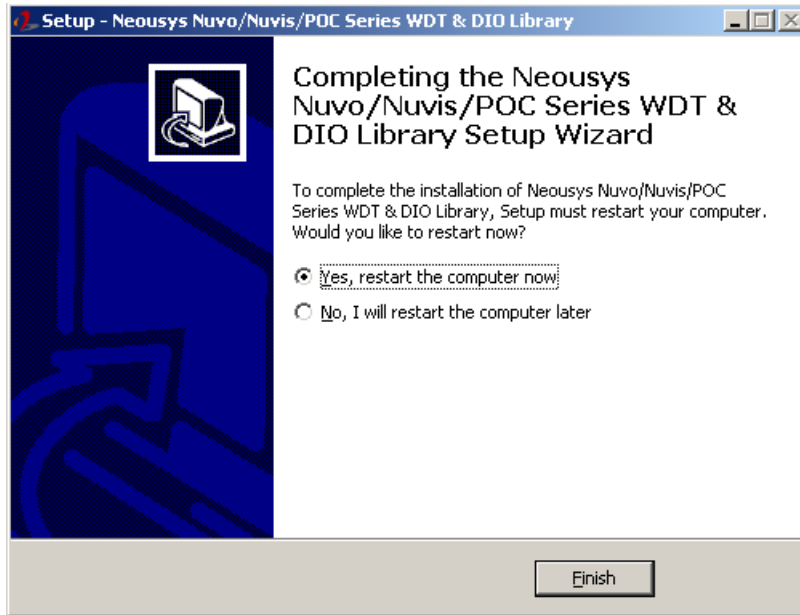 Setup - Neousys Nuvo/Nuvis/POC Series WDT & DIO Library
Completing the Neousys
Nuvo/Nuvis/POC Series WDT &
DIO Library Setup Wizard
To complete the installation of Neousys Nuvo/Nuvis/POC
Series WDT & DIO Library, Setup must restart your computer.
Would you like to restart now?
Yes, restart the computer now
No, I will restart the computer later
Finish